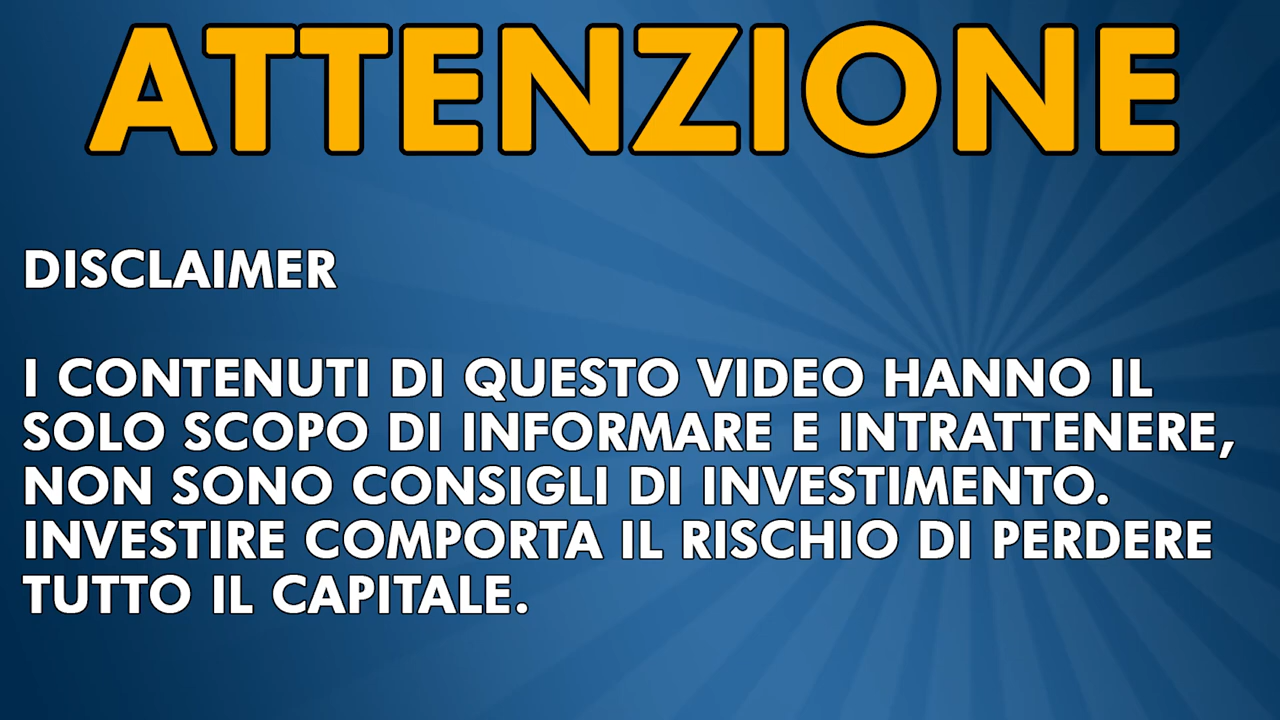 ATTENZIONE
DISCLAIMER
I CONTENUTI DI QUESTO VIDEO HANNO IL
SOLO SCOPO DI INFORMARE E INTRATTENERE,
NON SONO CONSIGLI DI INVESTIMENTO.
INVESTIRE COMPORTA IL RISCHIO DI PERDERE
TUTTO IL CAPITALE.